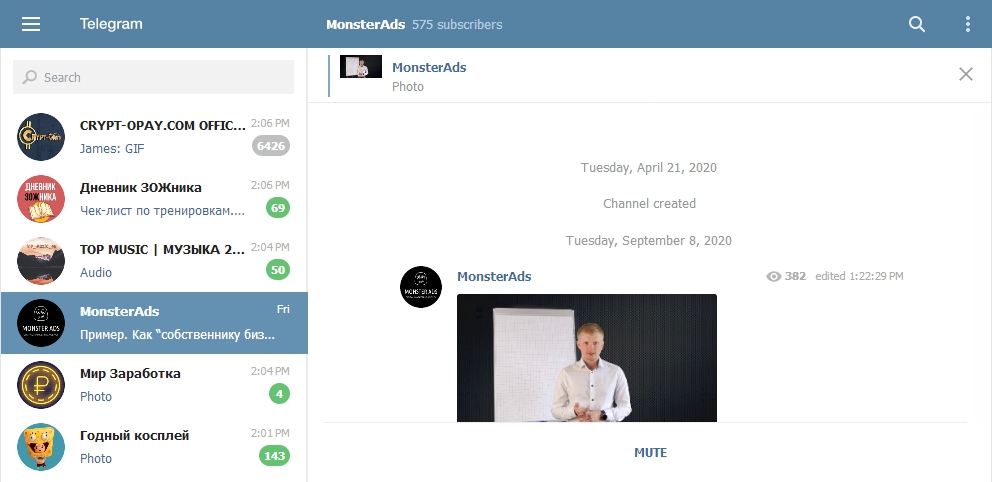 Telegram
MonsterAds 575 subscribers
Search
MonsterAds
Photo
CRYPT-OPAY.COM OFFIC... 2:06 PM
James: GIF 6426
Дневник ЗОЖника 2:06 PM
Чек-лист по тренировкам.... 69
TOP MUSIC | МУЗЫКА 2... 2:04 PM
Audio 50
MonsterAds Fri
Пример. Как “собственнику биз...
Мир Заработка 2:04 PM
Photo 4
Годный косплей 2:01 PM
Photo 143
ДНЕВНИК
ЗОЖНИКА
MONSTER ADS
Tuesday, April 21, 2020
Channel created
Tuesday, September 8, 2020
MonsterAds 382 edited 1:22:29 PM
MONSTER ADS
MUTE